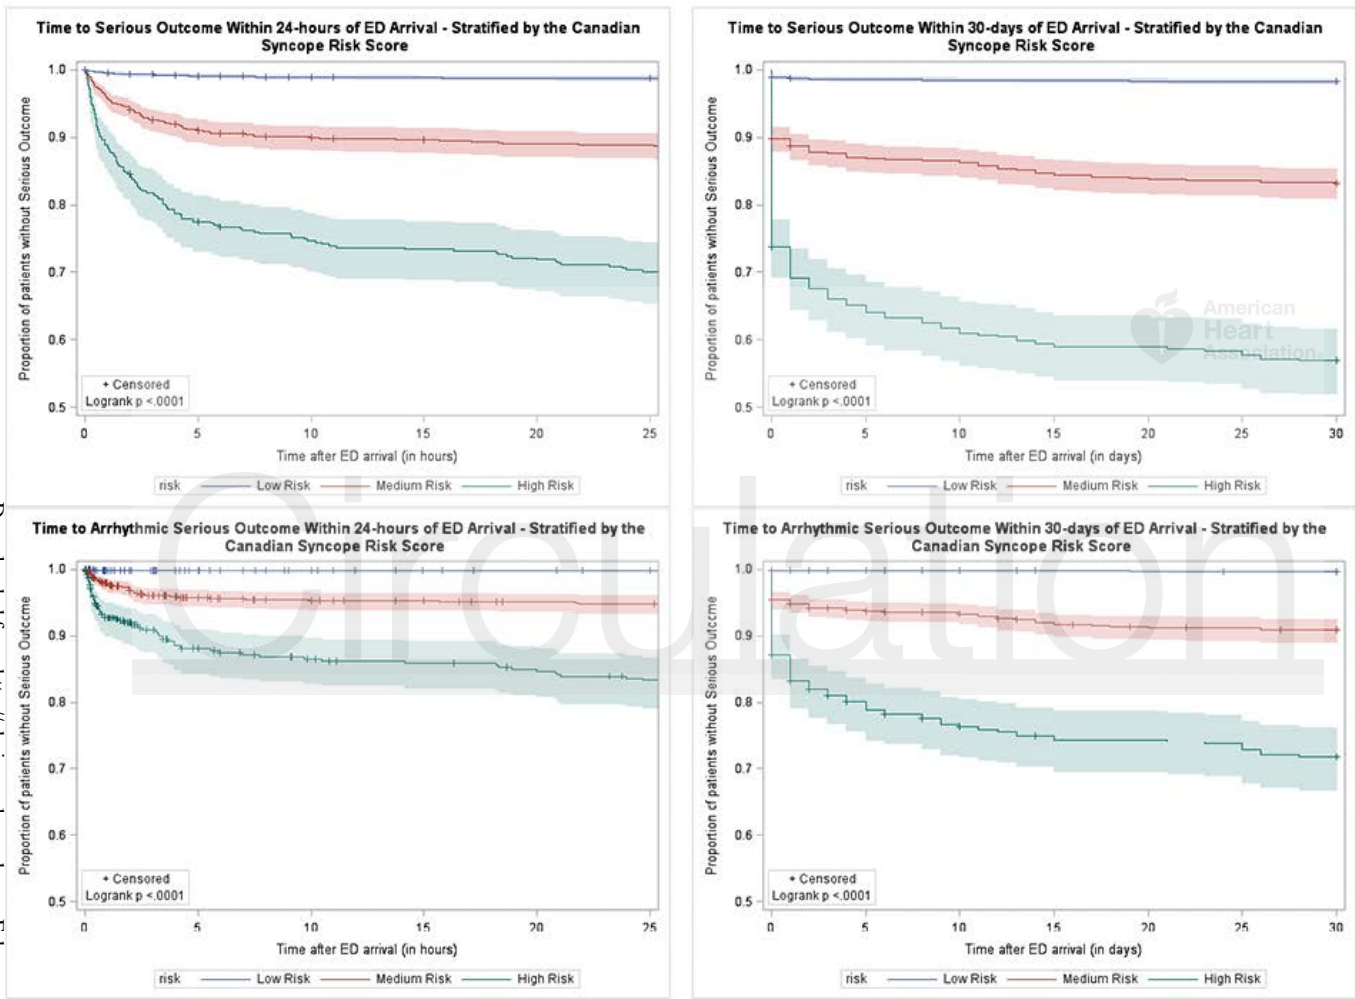 Time to Serious Outcome Within 24-hours of ED Arrival - Stratified by the Canadian
Syncope Risk Score
Proportion of patients without Serious Outcome
1.0
0.9
0.8
0.7
0.6
0.5
+ Censored
Logrank p <.0001
0 5 10 15 20 25
Time after ED arrival (in hours)
risk Low Risk Medium Risk High Risk
Time to Serious Outcome Within 30-days of ED Arrival - Stratified by the Canadian
Syncope Risk Score
Proportion of patients without Serious Outcome
1.0
0.9
0.8
0.7
0.6
0.5
American
Heart
Association
+ Censored
Logrank p <.0001
0 5 10 15 20 25 30
Time after ED arrival (in days)
risk Low Risk Medium Risk High Risk
Circulation
Time to Arrhythmic Serious Outcome Within 24-hours of ED Arrival - Stratified by the
Canadian Syncope Risk Score
Proportion of patients without Serious Outcome
1.0
0.9
0.8
0.7
0.6
0.5
+ Censored
Logrank p <.0001
0 5 10 15 20 25
Time after ED arrival (in hours)
risk Low Risk Medium Risk High Risk
Time to Arrhythmic Serious Outcome Within 30-days of ED Arrival - Stratified by the
Canadian Syncope Risk Score
Proportion of patients without Serious Outcome
1.0
0.9
0.8
0.7
0.6
0.5
+ Censored
Logrank p <.0001
0 5 10 15 20 25 30
Time after ED arrival (in days)
risk Low Risk Medium Risk High Risk